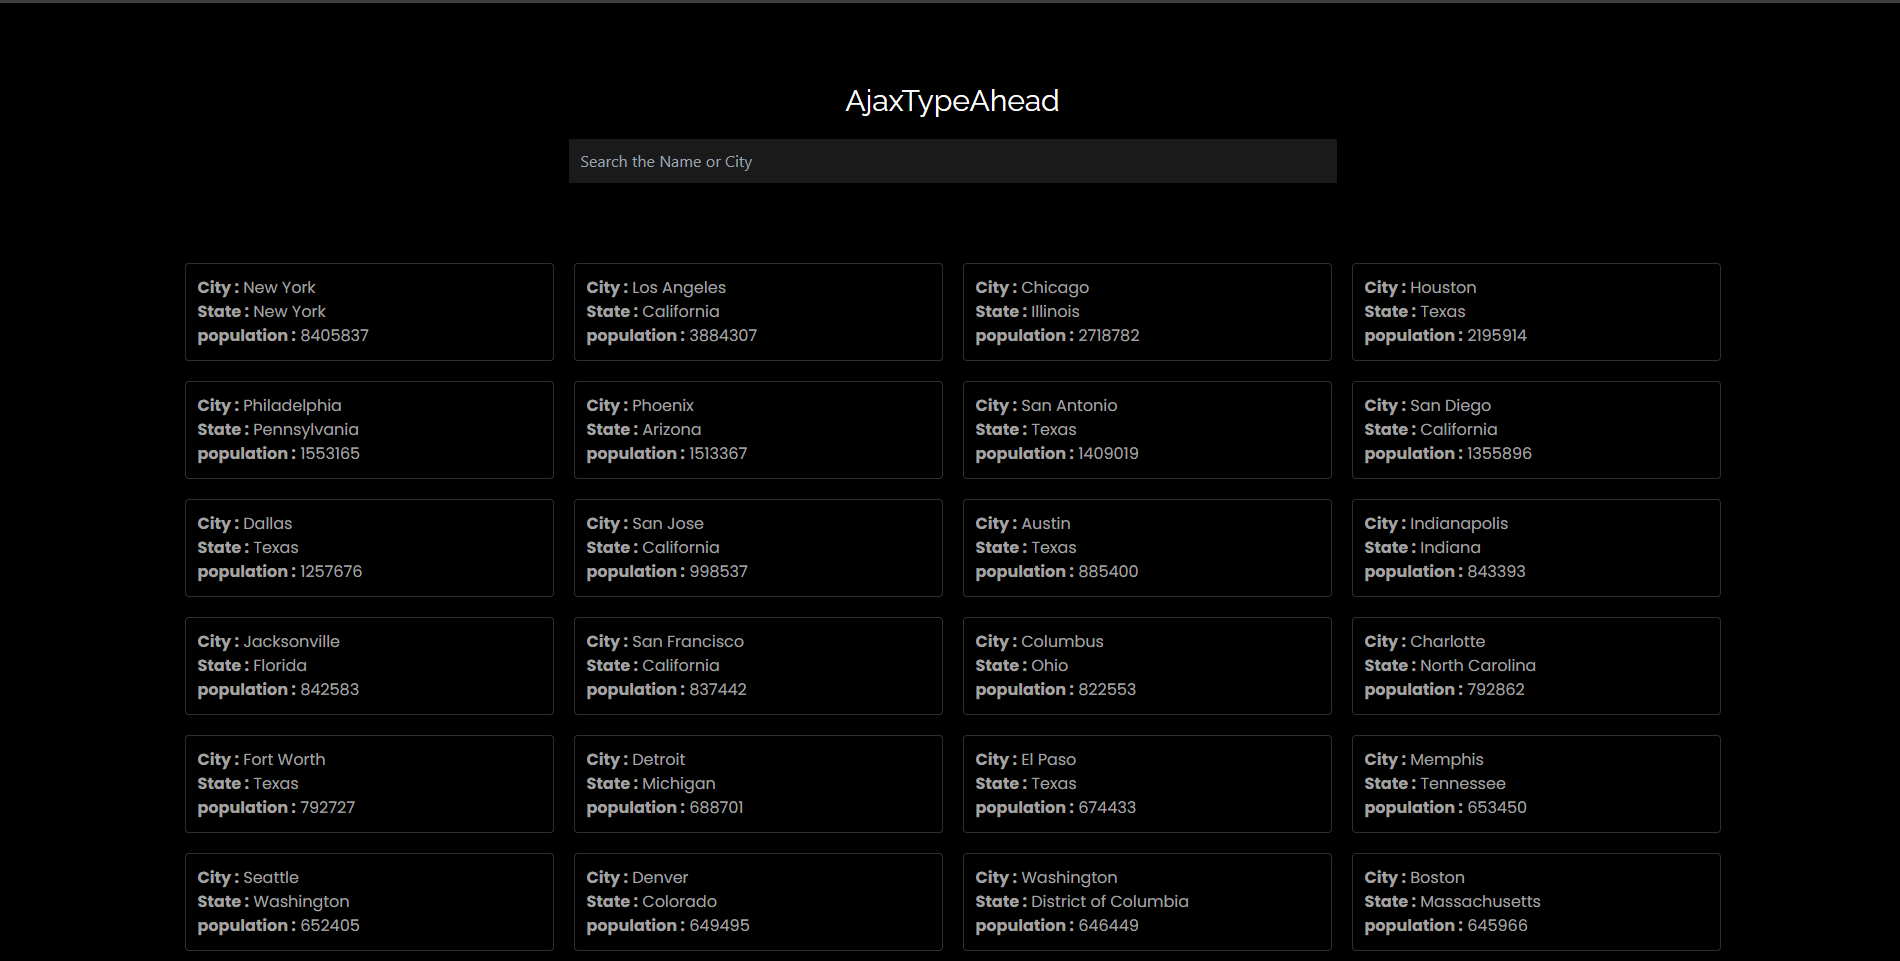 AjaxTypeAhead
Search the Name or City
City : New York
State : New York
population : 8405837
City : Los Angeles
State : California
population : 3884307
City : Chicago
State : Illinois
population : 2718782
City : Houston
State : Texas
population : 2195914
City : Philadelphia
State : Pennsylvania
population : 1553165
City : Phoenix
State : Arizona
population : 1513367
City : San Antonio
State : Texas
population : 1409019
City : San Diego
State : California
population : 1355896
City : Dallas
State : Texas
population : 1257676
City : San Jose
State : California
population : 998537
City : Austin
State : Texas
population : 885400
City : Indianapolis
State : Indiana
population : 843393
City : Jacksonville
State : Florida
population : 842583
City : San Francisco
State : California
population : 837442
City : Columbus
State : Ohio
population : 822553
City : Charlotte
State : North Carolina
population : 792862
City : Fort Worth
State : Texas
population : 792727
City : Detroit
State : Michigan
population : 688701
City : El Paso
State : Texas
population : 674433
City : Memphis
State : Tennessee
population : 653450
City : Seattle
State : Washington
population : 652405
City : Denver
State : Colorado
population : 649495
City : Washington
State : District of Columbia
population : 646449
City : Boston
State : Massachusetts
population : 645966